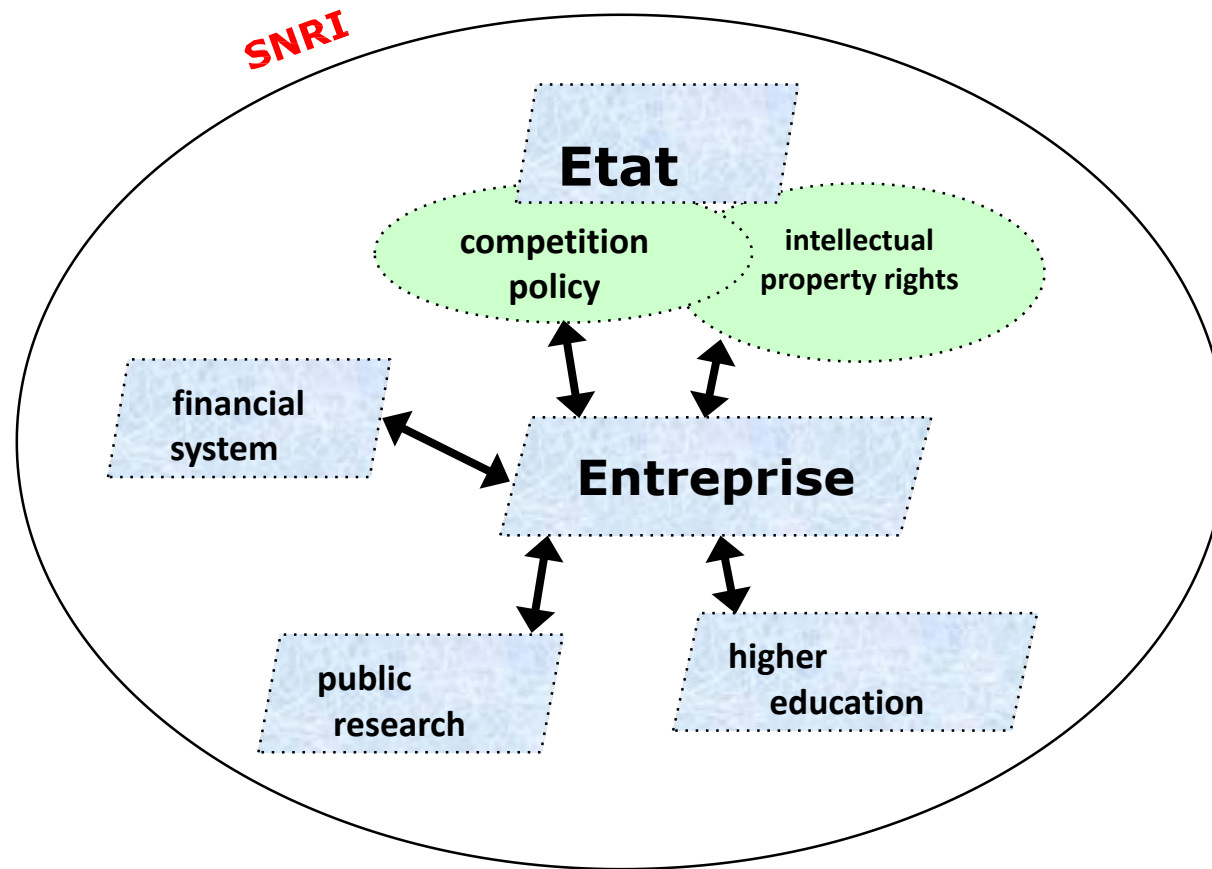 SNRI
Etat
competition
policy
intellectual
property rights
financial
system
Entreprise
public
research
higher
education